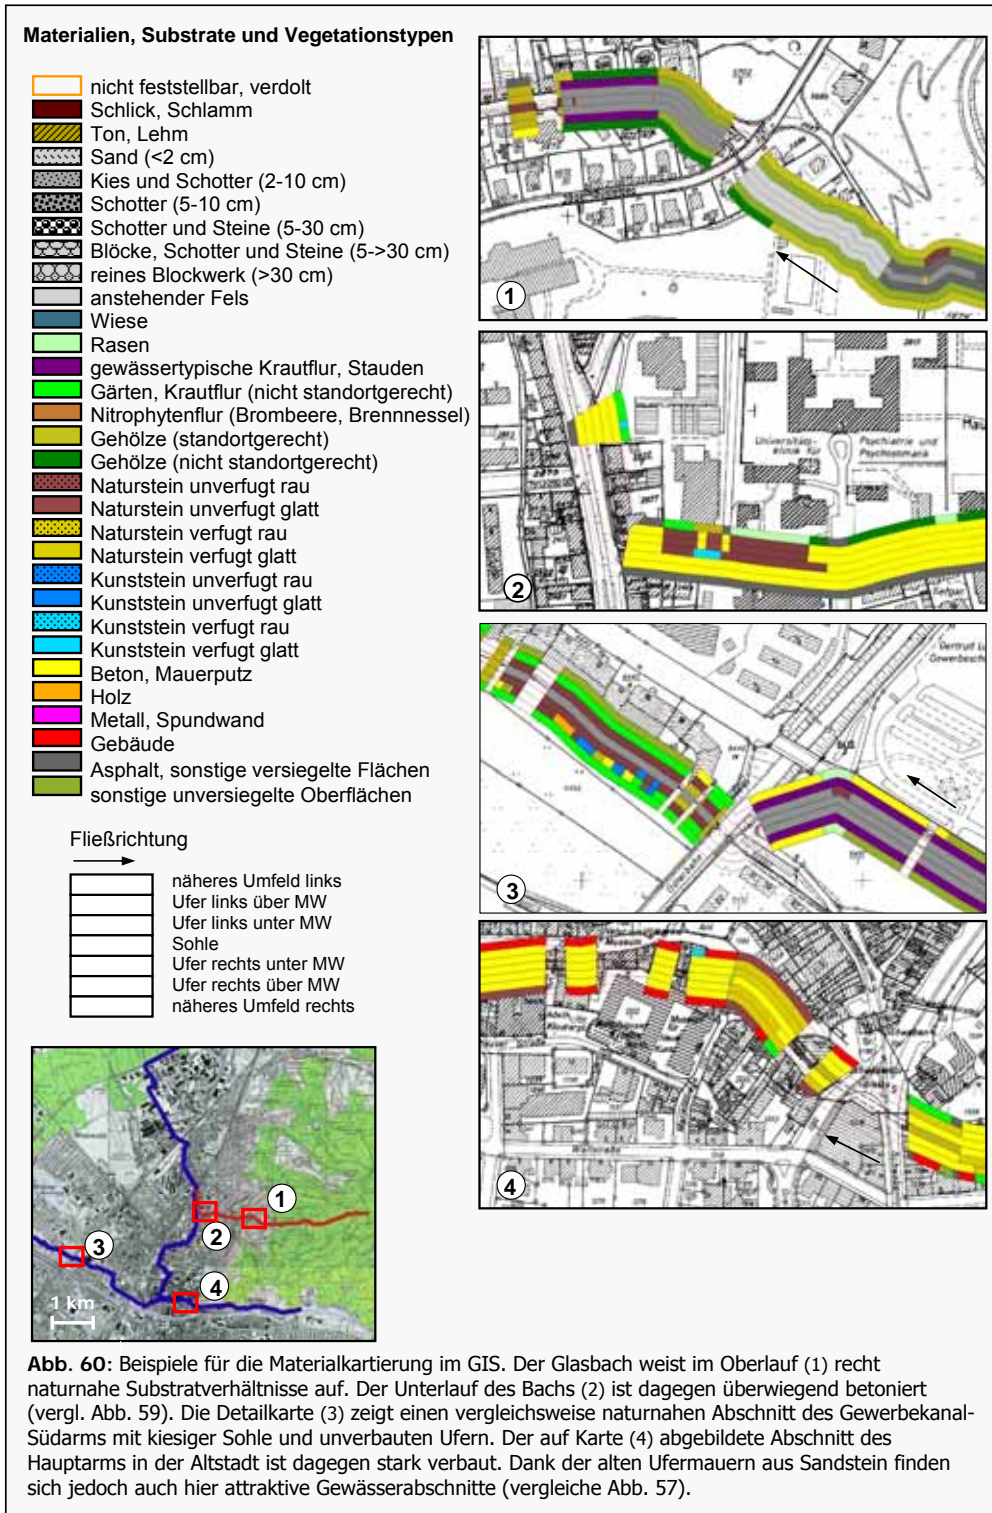 Materialien, Substrate und Vegetationstypen
nicht feststellbar, verdolt
Schlick, Schlamm
Ton, Lehm
Sand (<2 cm)
Kies und Schotter (2-10 cm)
Schotter (5-10 cm)
Schotter und Steine (5-30 cm)
Blöcke, Schotter und Steine (5->30 cm)
reines Blockwerk (>30 cm)
anstehender Fels
Wiese
Rasen
gewässertypische Krautflur, Stauden
Gärten, Krautflur (nicht standortgerecht)
Nitrophytenflur (Brombeere, Brennnessel)
Gehölze (standortgerecht)
Gehölze (nicht standortgerecht)
Naturstein unverfugt rau
Naturstein unverfugt glatt
Naturstein verfugt rau
Naturstein verfugt glatt
Kunststein unverfugt rau
Kunststein unverfugt glatt
Kunststein verfugt rau
Kunststein verfugt glatt
Beton, Mauerputz
Holz
Metall, Spundwand
Gebäude
Asphalt, sonstige versiegelte Flächen
sonstige unversiegelte Oberflächen
Fließrichtung
näheres Umfeld links
Ufer links über MW
Ufer links unter MW
Sohle
Ufer rechts unter MW
Ufer rechts über MW
näheres Umfeld rechts
1
2
3
4
1 km
1
Universitäts-
klinik für
Psychiatrie und
Psychosomatik
2
Gertrud
Gewerbesch
3
Museum
Wallstraße
4
Abb. 60: Beispiele für die Materialkartierung im GIS. Der Glasbach weist im Oberlauf (1) recht
naturnahe Substratverhältnisse auf. Der Unterlauf des Bachs (2) ist dagegen überwiegend betoniert
(vergl. Abb. 59). Die Detailkarte (3) zeigt einen vergleichsweise naturnahen Abschnitt des Gewerbekanal-
Südarms mit kiesiger Sohle und unverbauten Ufern. Der auf Karte (4) abgebildete Abschnitt des
Hauptarms in der Altstadt ist dagegen stark verbaut. Dank der alten Ufermauern aus Sandstein finden
sich jedoch auch hier attraktive Gewässerabschnitte (vergleiche Abb. 57).